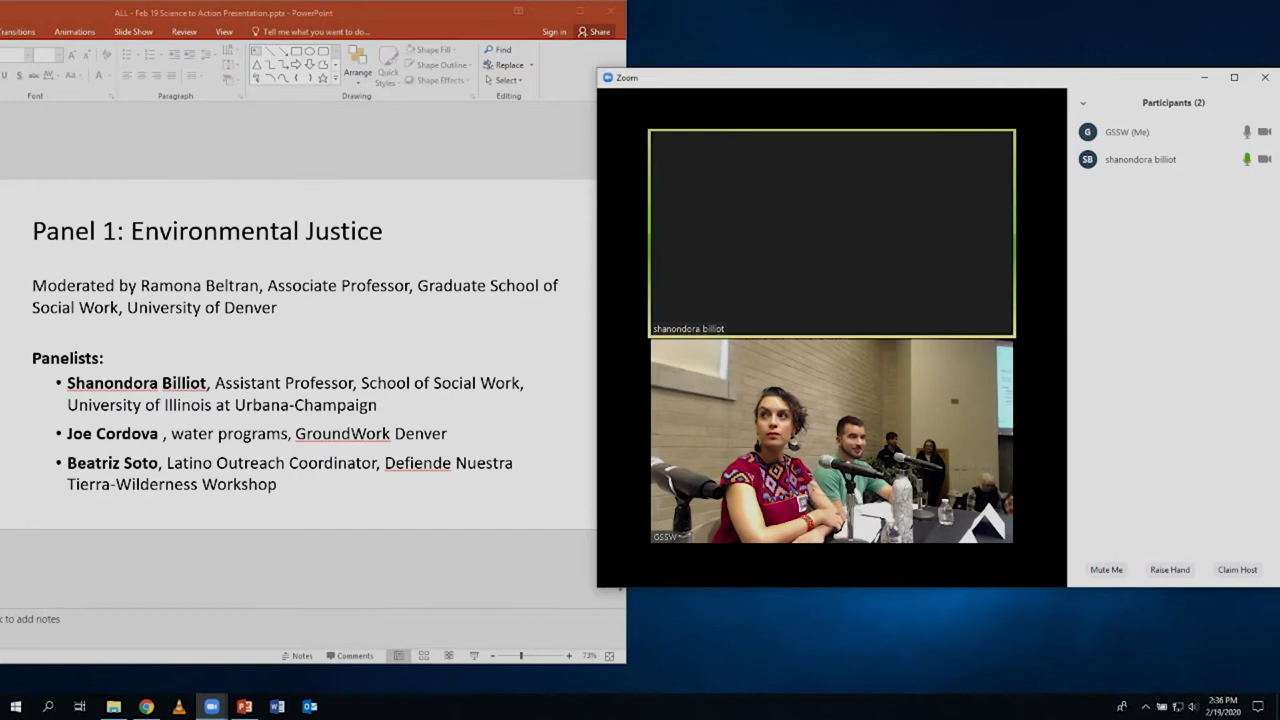 ALL - Feb 19 Science to Action Presentation.pptx - PowerPoint
Transitions Animations Slide Show Review View Tell me what you want to do... Sign in Share
Shape Fill
Shape Outline
Shape Effects
Arrange Quick Styles
Find
Replace
Select
Font Paragraph Drawing Editing
Panel 1: Environmental Justice
Moderated by Ramona Beltran, Associate Professor, Graduate School of
Social Work, University of Denver
Panelists:
• Shanondora Billiot, Assistant Professor, School of Social Work,
University of Illinois at Urbana-Champaign
• Joe Cordova , water programs, GroundWork Denver
• Beatriz Soto, Latino Outreach Coordinator, Defiende Nuestra
Tierra-Wilderness Workshop
k to add notes
Notes Comments 73%
Zoom
shanondora billiot
GSSW
Participants (2)
G GSSW (Me)
SB shanondora billiot
Mute Me Raise Hand Claim Host
2:36 PM
2/19/2020